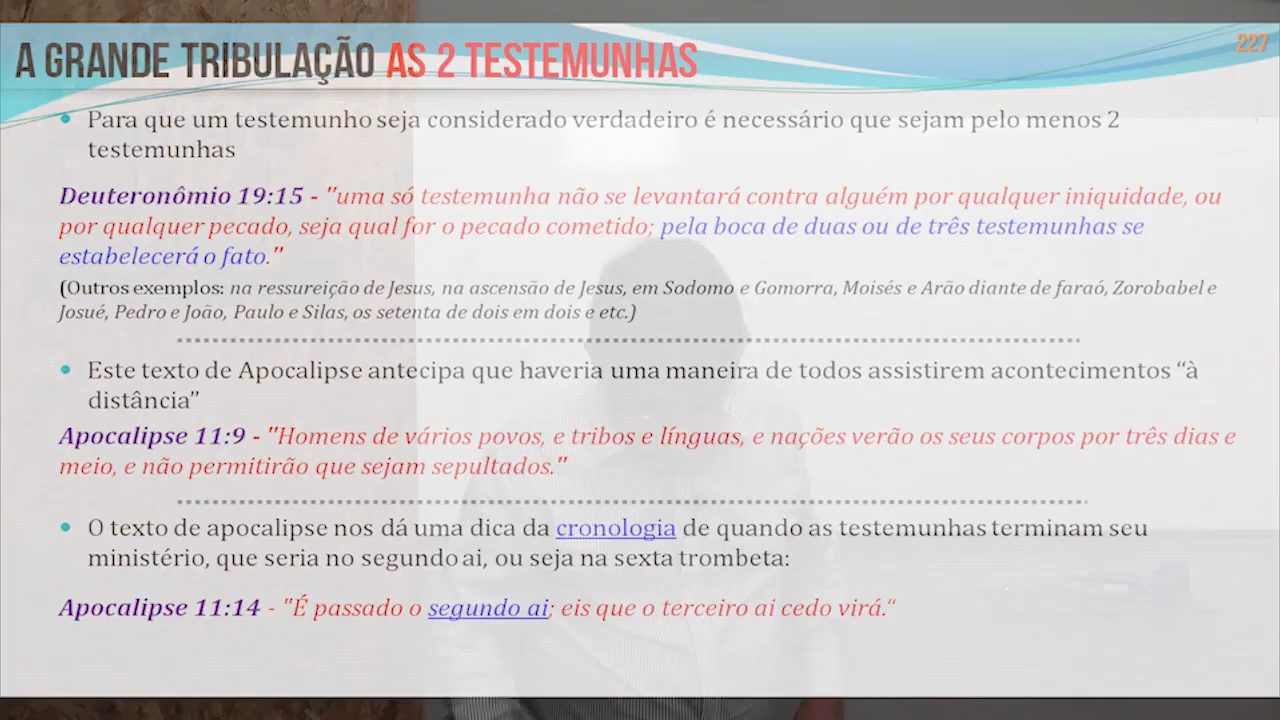 A GRANDE TRIBULAÇÃO AS 2 TESTEMUNHAS
227
• Para que um testemunho seja considerado verdadeiro é necessário que sejam pelo menos 2
testemunhas
Deuteronômio 19:15 - "uma só testemunha não se levantará contra alguém por qualquer iniquidade, ou
por qualquer pecado, seja qual for o pecado cometido; pela boca de duas ou de três testemunhas se
estabelecerá o fato."
(Outros exemplos: na ressureição de Jesus, na ascensão de Jesus, em Sodomo e Gomorra, Moisés e Arão diante de faraó, Zorobabel e
Josué, Pedro e João, Paulo e Silas, os setenta de dois em dois e etc.)
• Este texto de Apocalipse antecipa que haveria uma maneira de todos assistirem acontecimentos “à
distância”
Apocalipse 11:9 - "Homens de vários povos, e tribos e línguas, e nações verão os seus corpos por três dias e
meio, e não permitirão que sejam sepultados."
• O texto de apocalipse nos dá uma dica da cronologia de quando as testemunhas terminam seu
ministério, que seria no segundo ai, ou seja na sexta trombeta:
Apocalipse 11:14 - "É passado o segundo ai; eis que o terceiro ai cedo virá.“